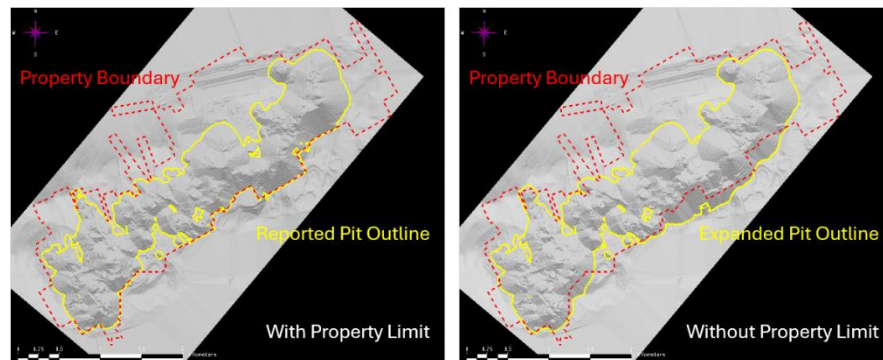 N
W E
S
Property Boundary
Reported Pit Outline
With Property Limit
N
W E
S
Property Boundary
Expanded Pit Outline
Without Property Limit